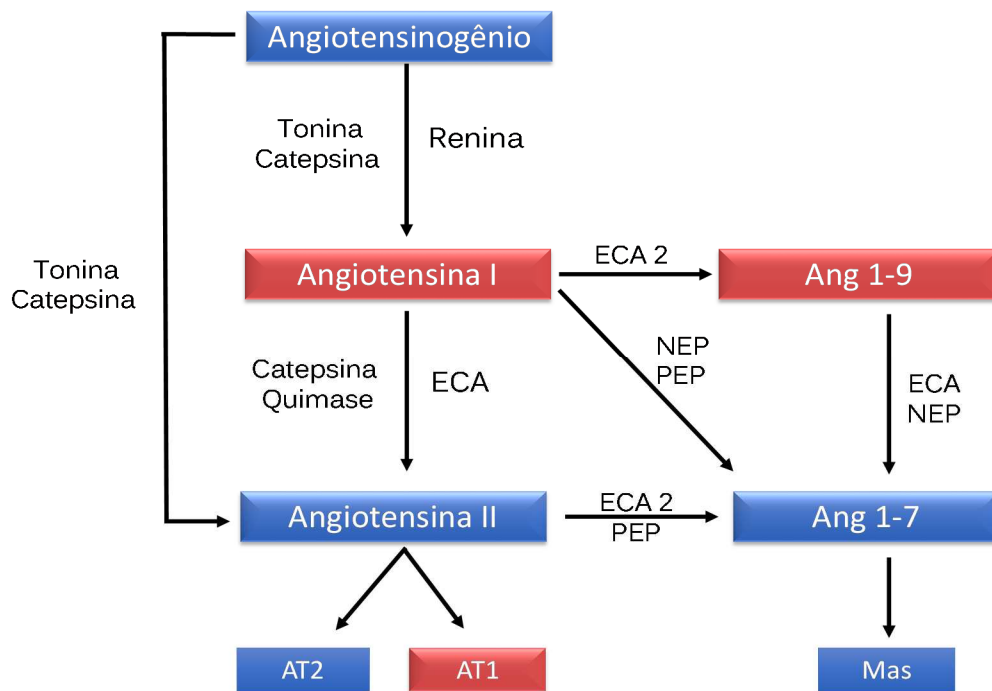 Angiotensinogênio
Tonina
Catepsina
Renina
Tonina
Catepsina
Angiotensina I
ECA 2
Ang 1-9
Catepsina
Quimase
ECA
NEP
PEP
ECA
NEP
Angiotensina II
ECA 2
PEP
Ang 1-7
AT2
AT1
Mas